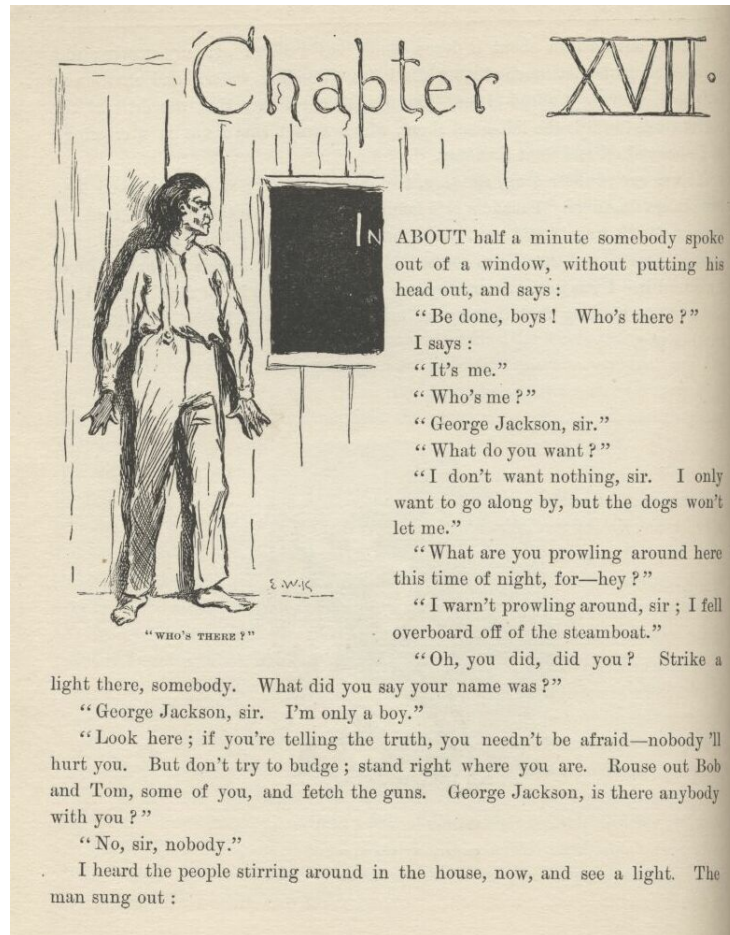 Chapter XVII.
IN ABOUT half a minute somebody spoke
out of a window, without putting his
head out, and says :
“Be done, boys ! Who's there ?”
I says :
“It's me.”
“Who's me ?”
“George Jackson, sir.”
“What do you want ?”
“I don't want nothing, sir. I only
want to go along by, but the dogs won't
let me.”
“What are you prowling around here
this time of night, for—hey ?”
“I warn't prowling around, sir ; I fell
overboard off of the steamboat.”
“Oh, you did, did you ? Strike a
light there, somebody. What did you say your name was ?”
“George Jackson, sir. I'm only a boy.”
“Look here ; if you're telling the truth, you needn't be afraid—nobody 'll
hurt you. But don't try to budge ; stand right where you are. Rouse out Bob
and Tom, some of you, and fetch the guns. George Jackson, is there anybody
with you ?”
“No, sir, nobody.”
I heard the people stirring around in the house, now, and see a light. The
man sung out :
E.W.K
“WHO'S THERE ?”